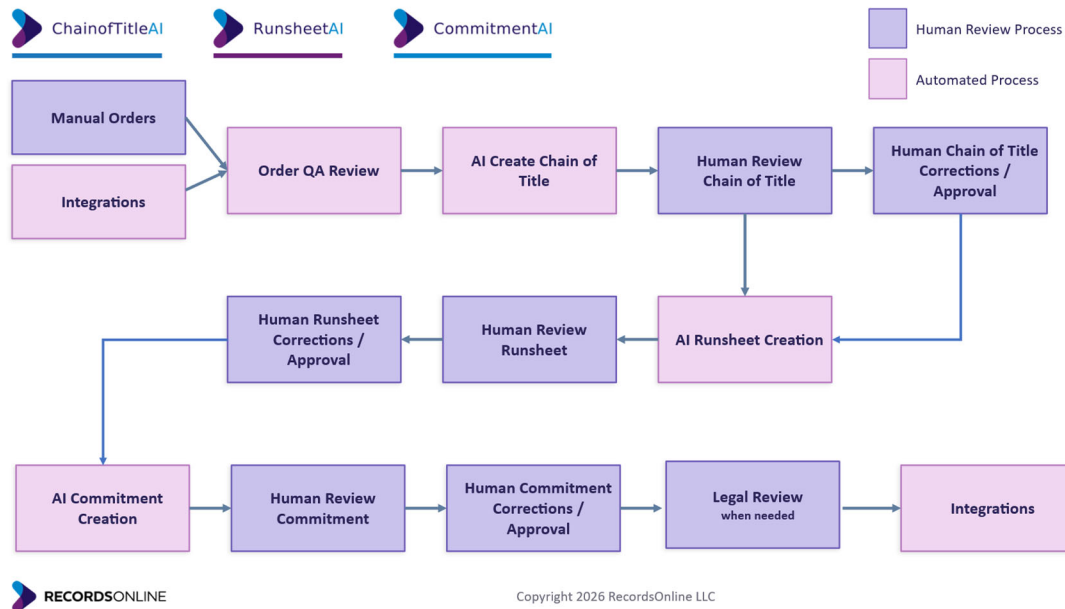 ChainofTitleAI
RunsheetAI
CommitmentAI
Human Review Process
Automated Process
Manual Orders
Integrations
Order QA Review
AI Create Chain of
Title
Human Review
Chain of Title
Human Chain of Title
Corrections /
Approval
Human Runsheet
Corrections /
Approval
Human Review
Runsheet
AI Runsheet Creation
AI Commitment
Creation
Human Review
Commitment
Human Commitment
Corrections /
Approval
Legal Review
when needed
Integrations
RECORDSONLINE
Copyright 2026 RecordsOnline LLC